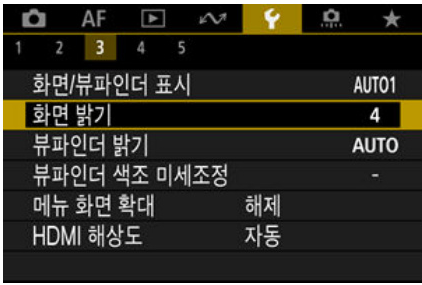 AF
1 2 3 4 5
화면/뷰파인더 표시 AUTO1
화면 밝기 4
뷰파인더 밝기 AUTO
뷰파인더 색조 미세조정 -
메뉴 화면 확대 해제
HDMI 해상도 자동